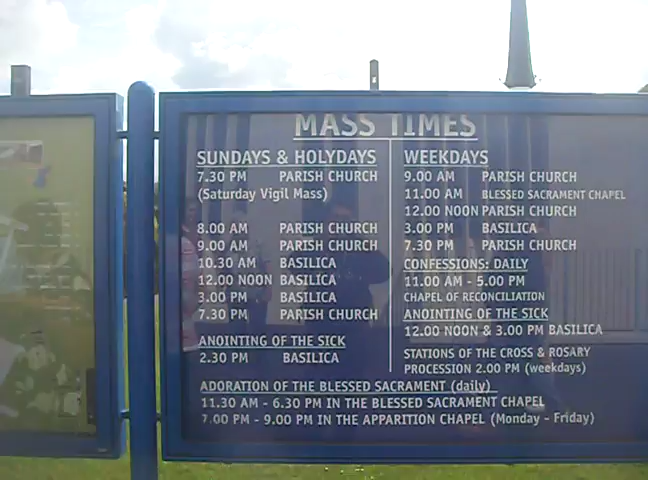 MASS TIMES
SUNDAYS & HOLYDAYS
7.30 PM PARISH CHURCH
(Saturday Vigil Mass)
8.00 AM PARISH CHURCH
9.00 AM PARISH CHURCH
10.30 AM BASILICA
12.00 NOON BASILICA
3.00 PM BASILICA
7.30 PM PARISH CHURCH
ANOINTING OF THE SICK
2.30 PM BASILICA
WEEKDAYS
9.00 AM PARISH CHURCH
11.00 AM BLESSED SACRAMENT CHAPEL
12.00 NOON PARISH CHURCH
3.00 PM BASILICA
7.30 PM PARISH CHURCH
CONFESSIONS: DAILY
11.00 AM - 5.00 PM
CHAPEL OF RECONCILIATION
ANOINTING OF THE SICK
12.00 NOON & 3.00 PM BASILICA
STATIONS OF THE CROSS & ROSARY
PROCESSION 2.00 PM (weekdays)
ADORATION OF THE BLESSED SACRAMENT (daily)
11.30 AM - 6.30 PM IN THE BLESSED SACRAMENT CHAPEL
7.00 PM - 9.00 PM IN THE APPARITION CHAPEL (Monday - Friday)